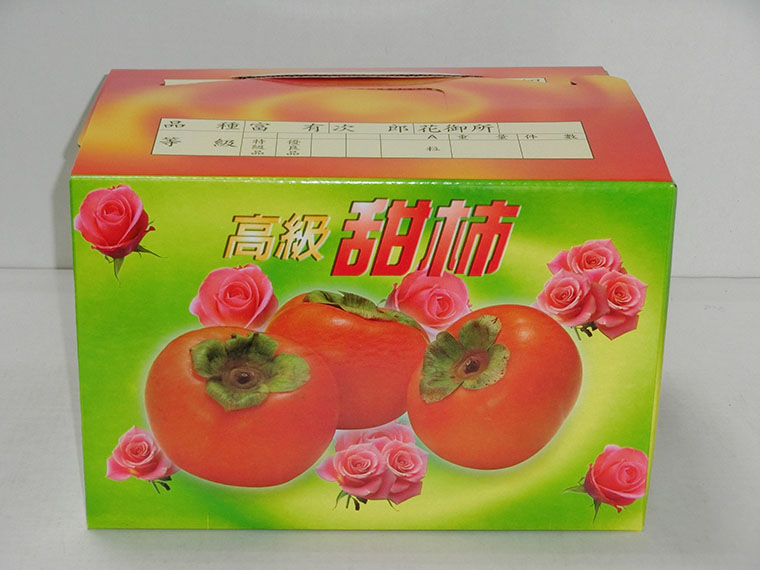 品種 富有 次郎 花御所
等級 特級品 優良品 A 粒 重量 件數
高級 甜柿